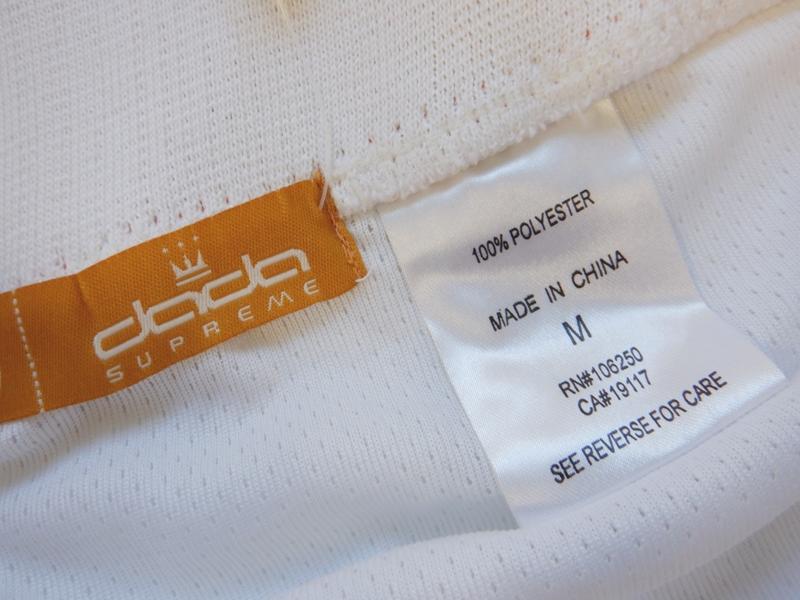 dada
SUPREME
100% POLYESTER
MADE IN CHINA
M
RN#106250
CA#19117
SEE REVERSE FOR CARE